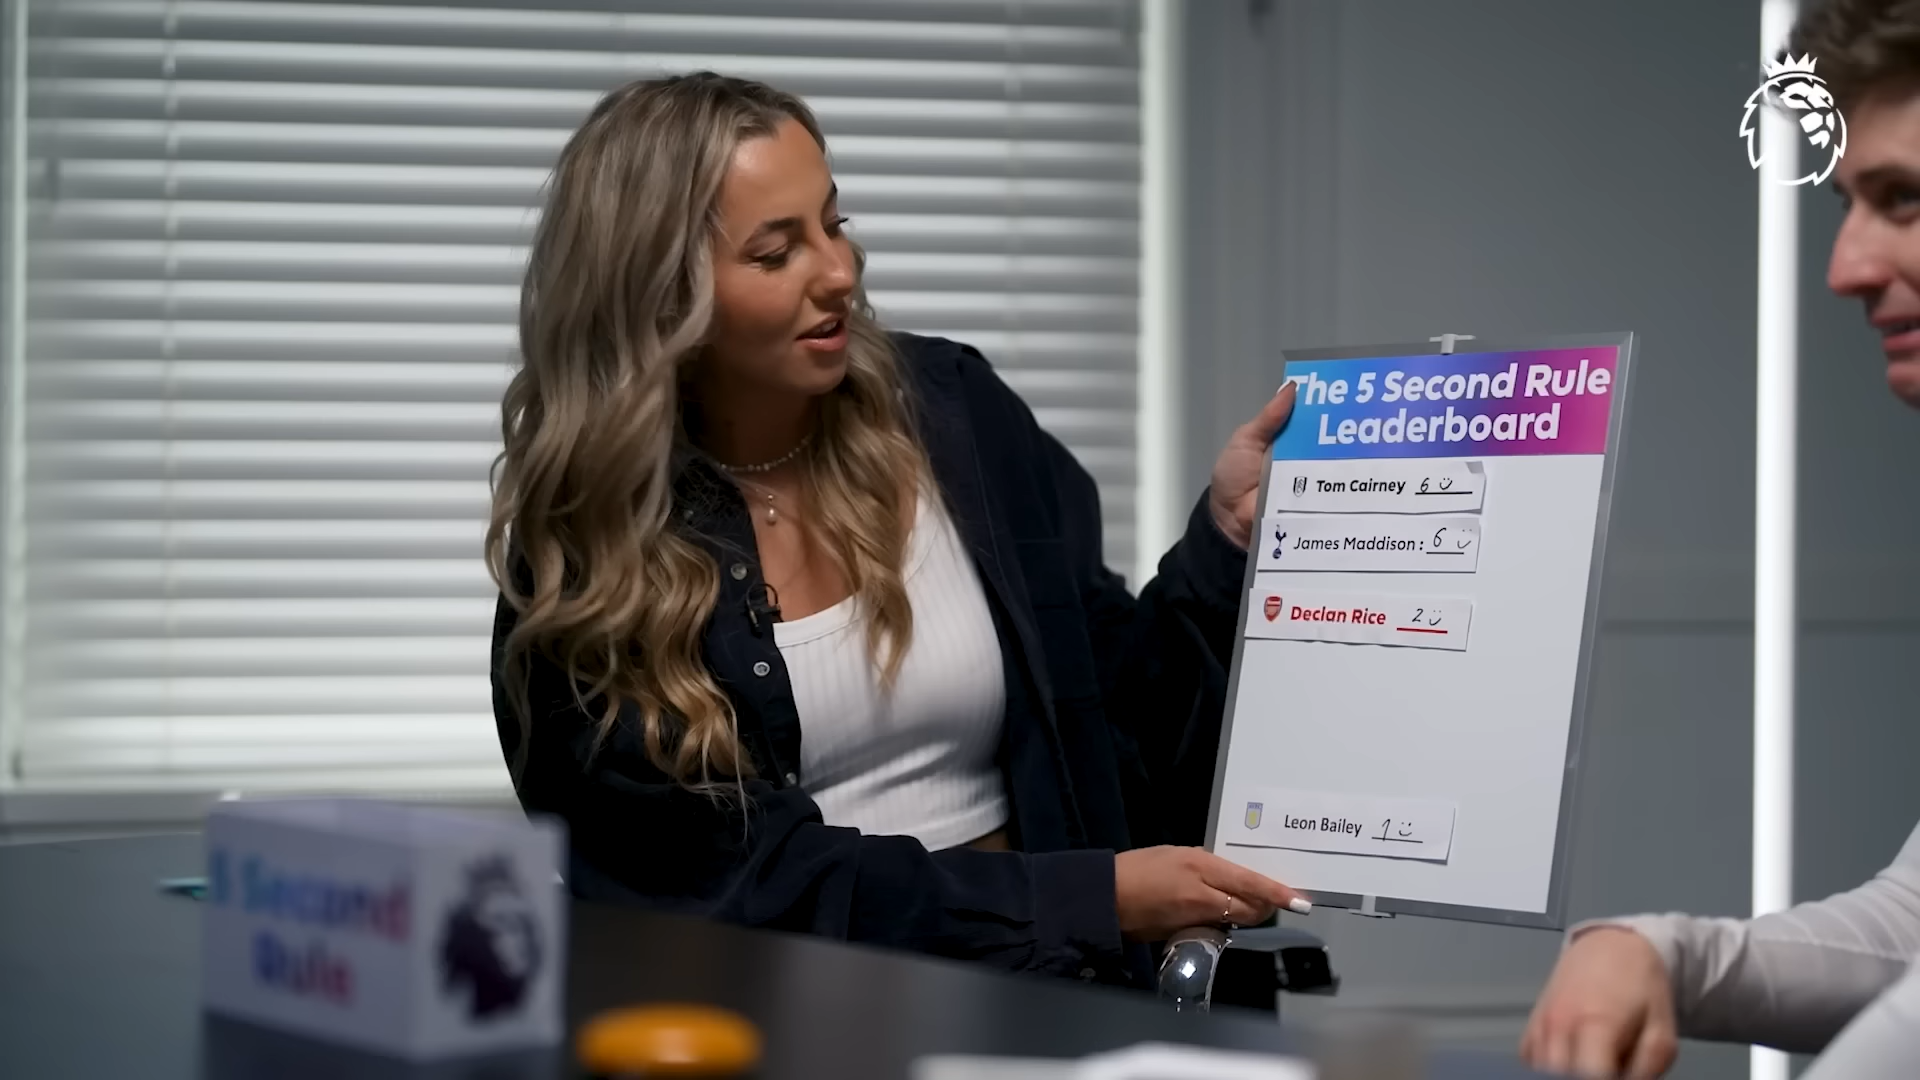 The 5 Second Rule
Leaderboard
Tom Cairney 6
James Maddison : 6
Declan Rice 2
Leon Bailey 1
5 Second
Rule